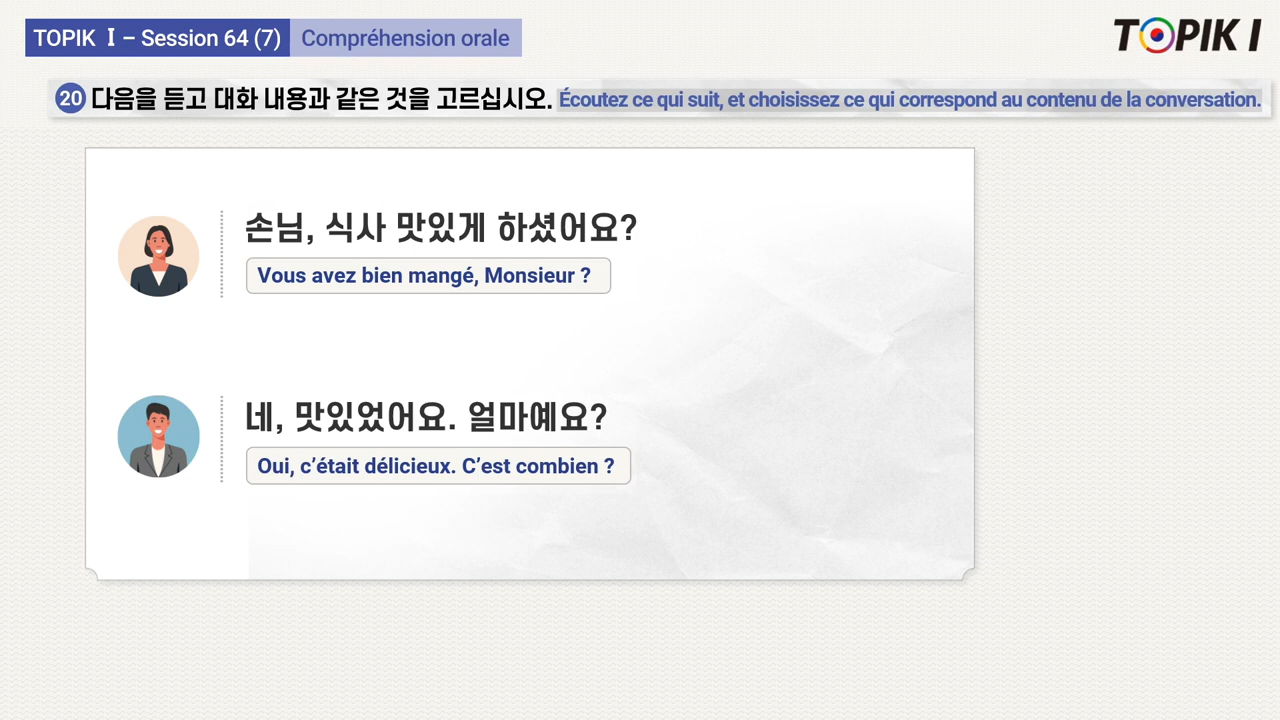 TOPIK Ⅰ – Session 64 (7) Compréhension orale
TOPIK I
20 다음을 듣고 대화 내용과 같은 것을 고르십시오. Écoutez ce qui suit, et choisissez ce qui correspond au contenu de la conversation.
손님, 식사 맛있게 하셨어요?
Vous avez bien mangé, Monsieur ?
네, 맛있었어요. 얼마예요?
Oui, c’était délicieux. C’est combien ?